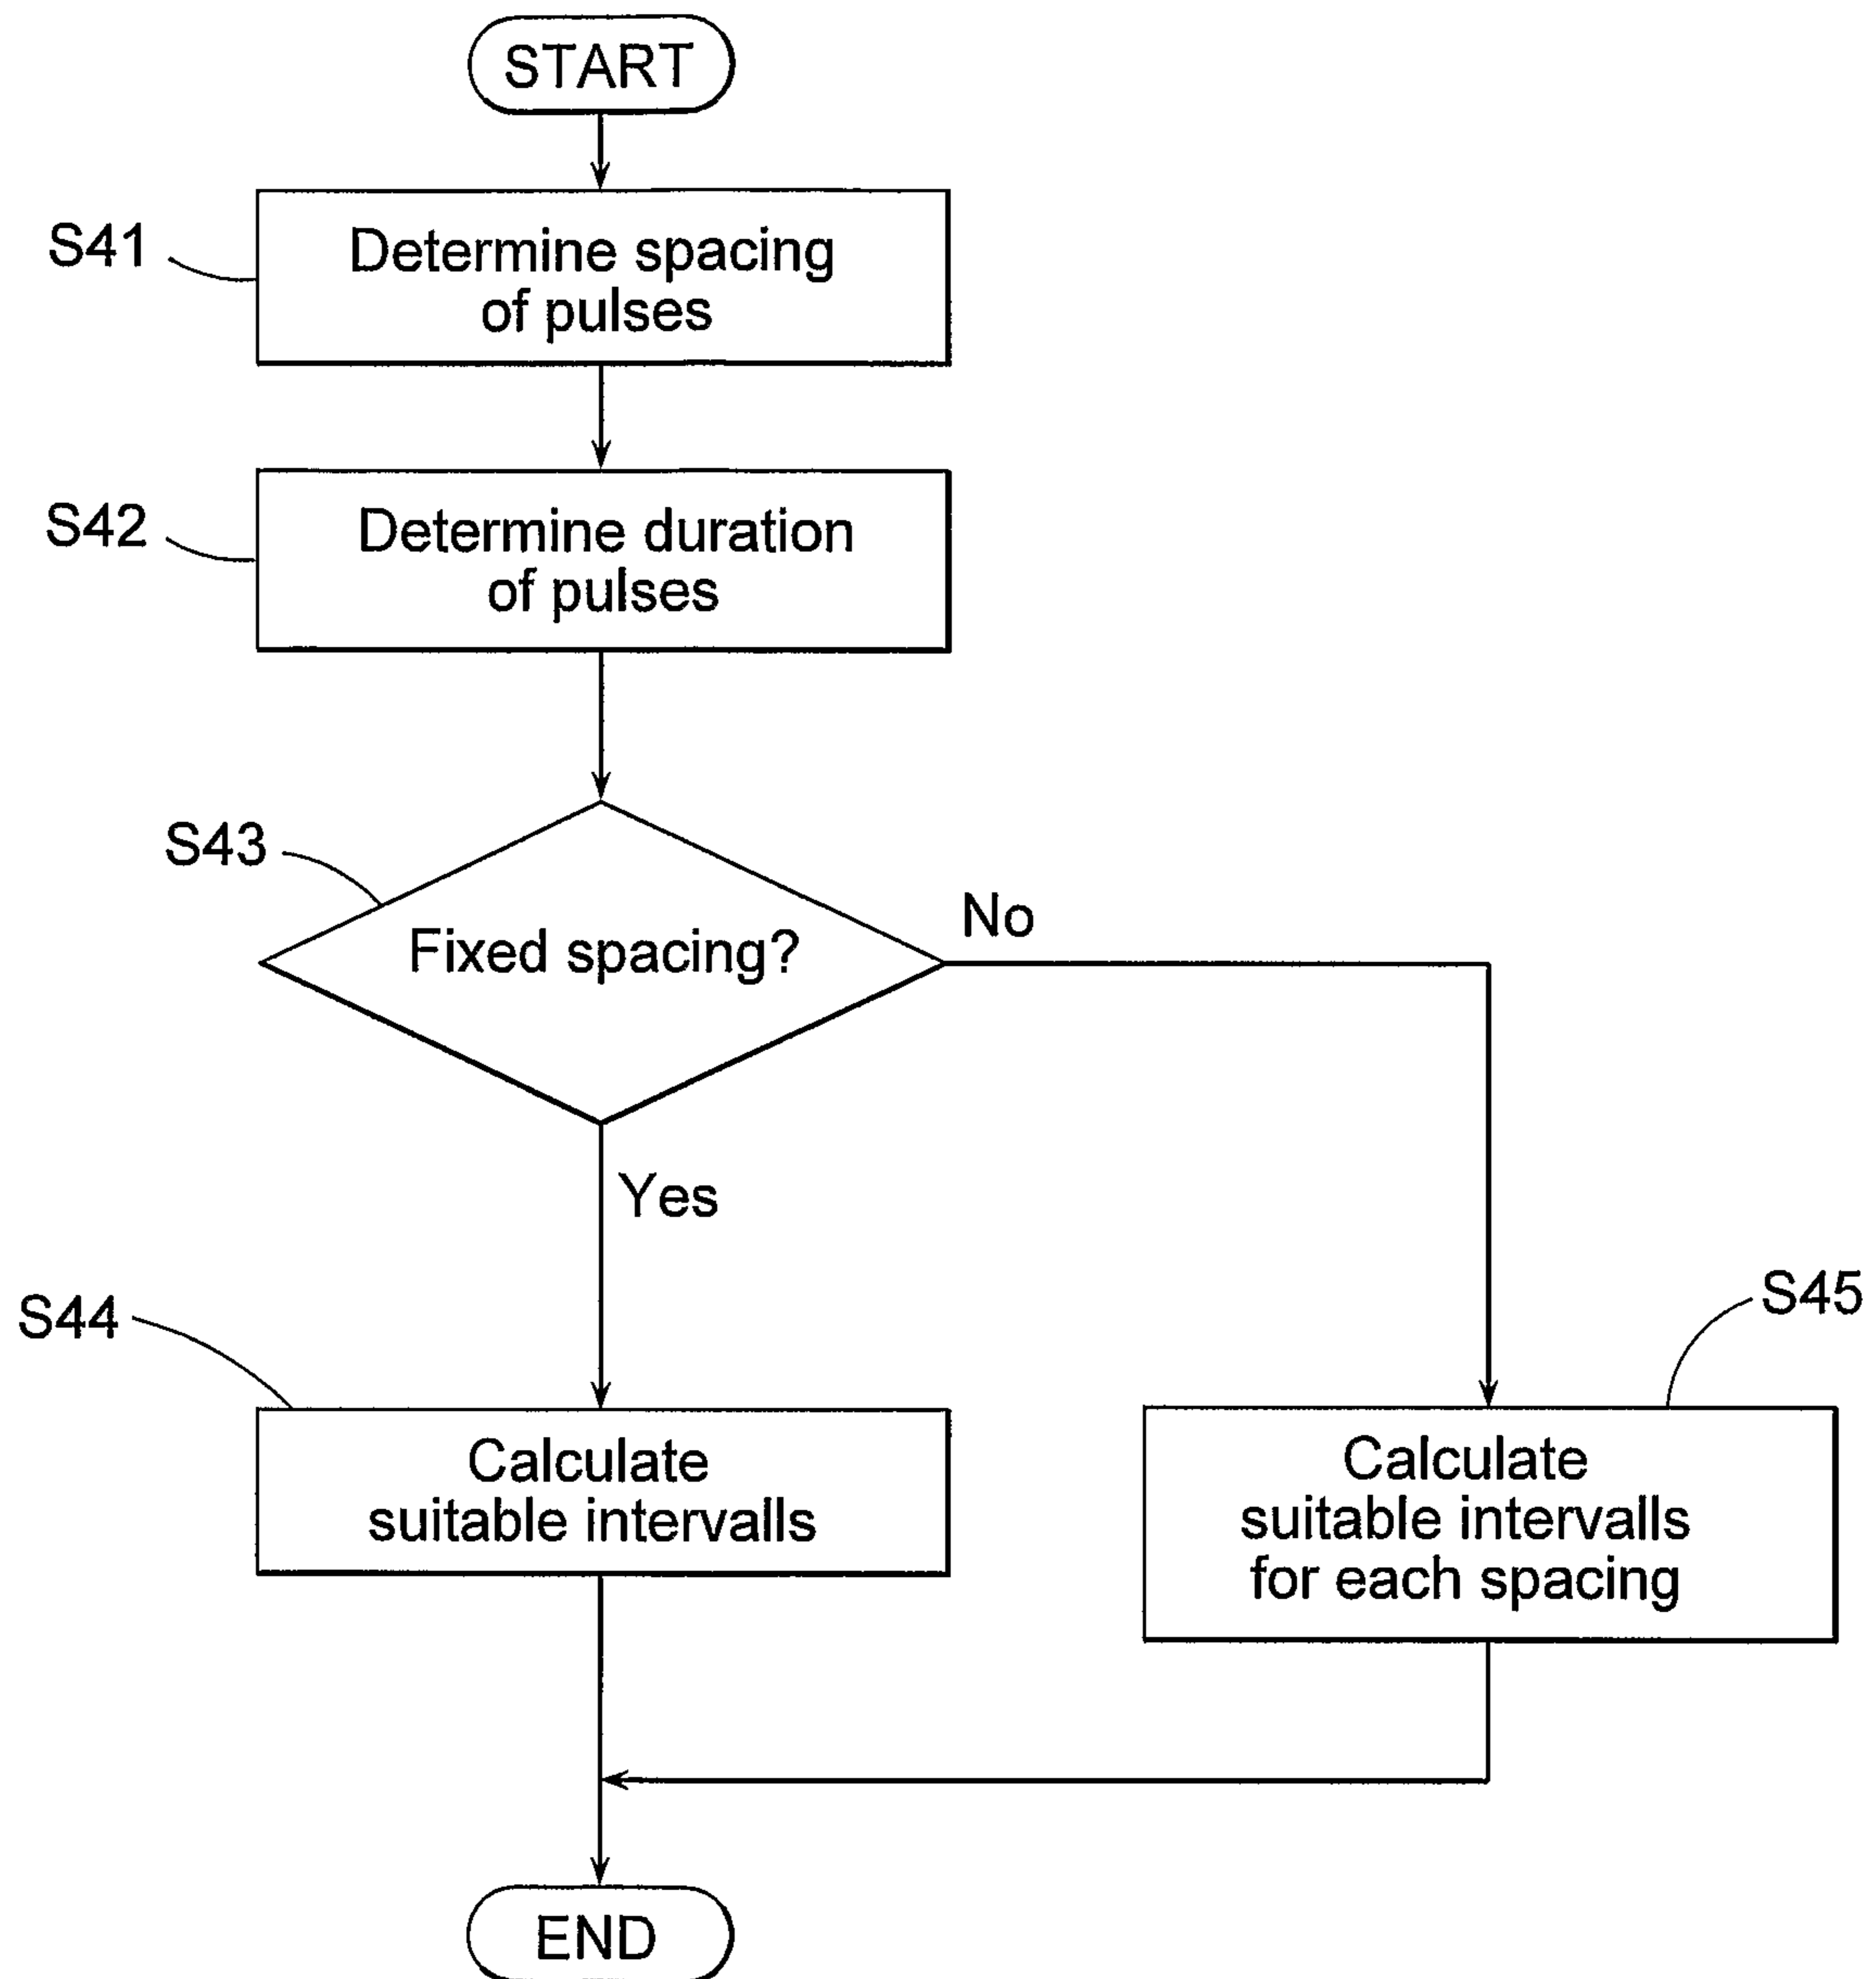 START
S41
Determine spacing
of pulses
S42
Determine duration
of pulses
S43
Fixed spacing?
No
Yes
S44
Calculate
suitable intervalls
S45
Calculate
suitable intervalls
for each spacing
END